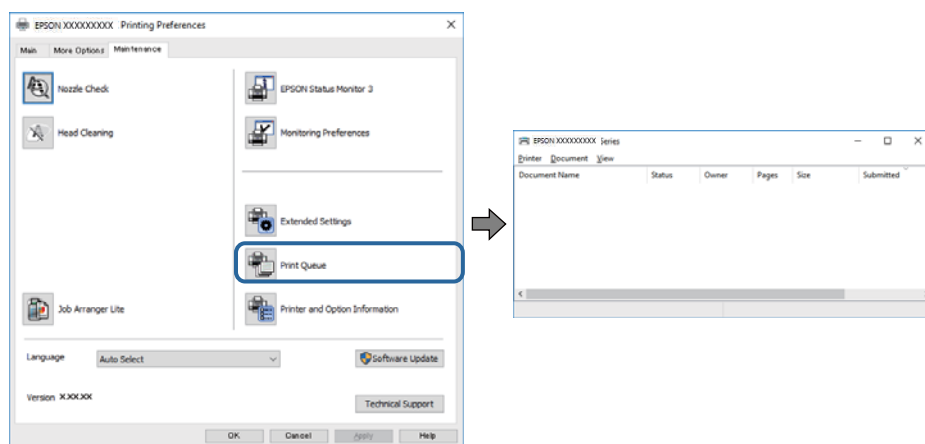 EPSON XXXXXXXXX Printing Preferences
Main More Options Maintenance
Nozzle Check
EPSON Status Monitor 3
Head Cleaning
Monitoring Preferences
Extended Settings
Print Queue
Job Arranger Lite
Printer and Option Information
Language Auto Select
Software Update
Version X.XX.XX
Technical Support
OK Cancel Apply Help
EPSON XXXXXXXXX Series
Printer Document View
Document Name Status Owner Pages Size Submitted